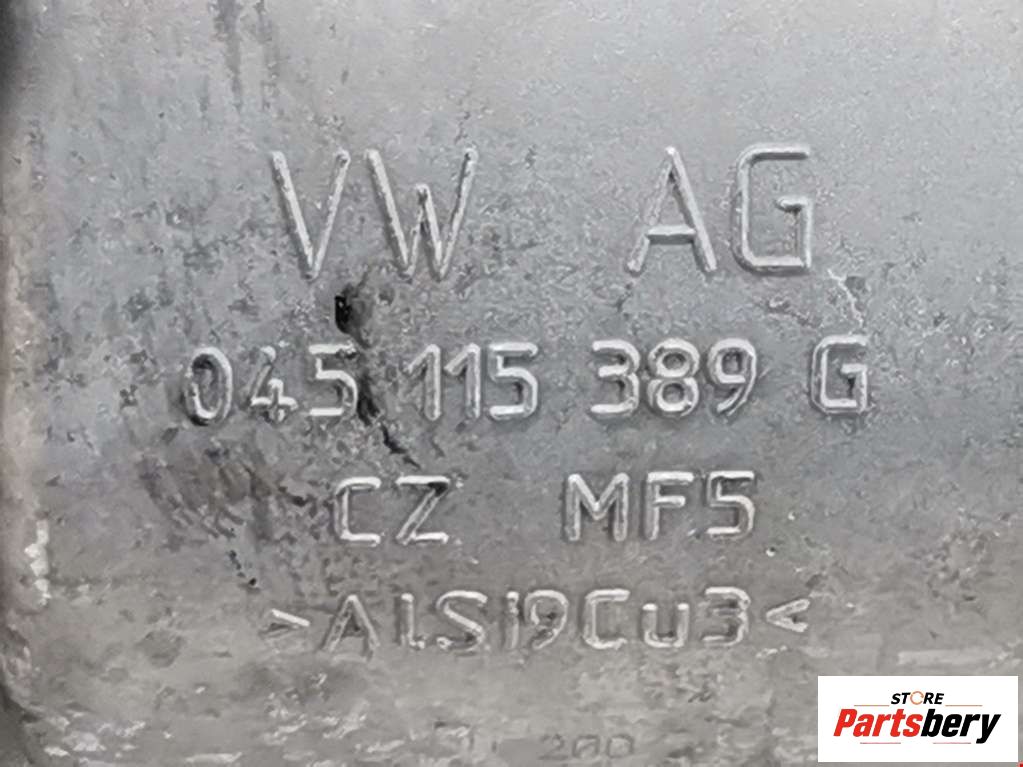 VW AG
045 115 389 G
CZ MF5
>AlSi9Cu3<
STORE
Partsbery